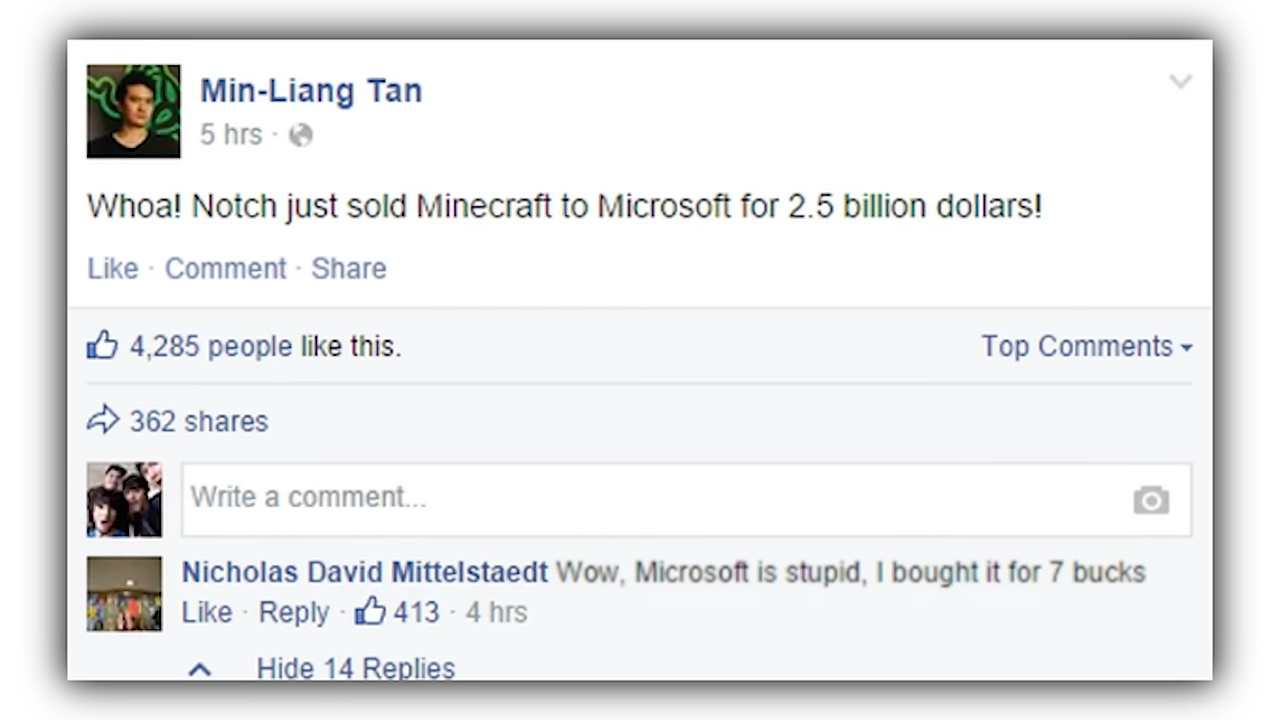 Min-Liang Tan
5 hrs ·
Whoa! Notch just sold Minecraft to Microsoft for 2.5 billion dollars!
Like · Comment · Share
4,285 people like this.
Top Comments
362 shares
Write a comment...
Nicholas David Mittelstaedt Wow, Microsoft is stupid, I bought it for 7 bucks
Like · Reply · 413 · 4 hrs
Hide 14 Replies